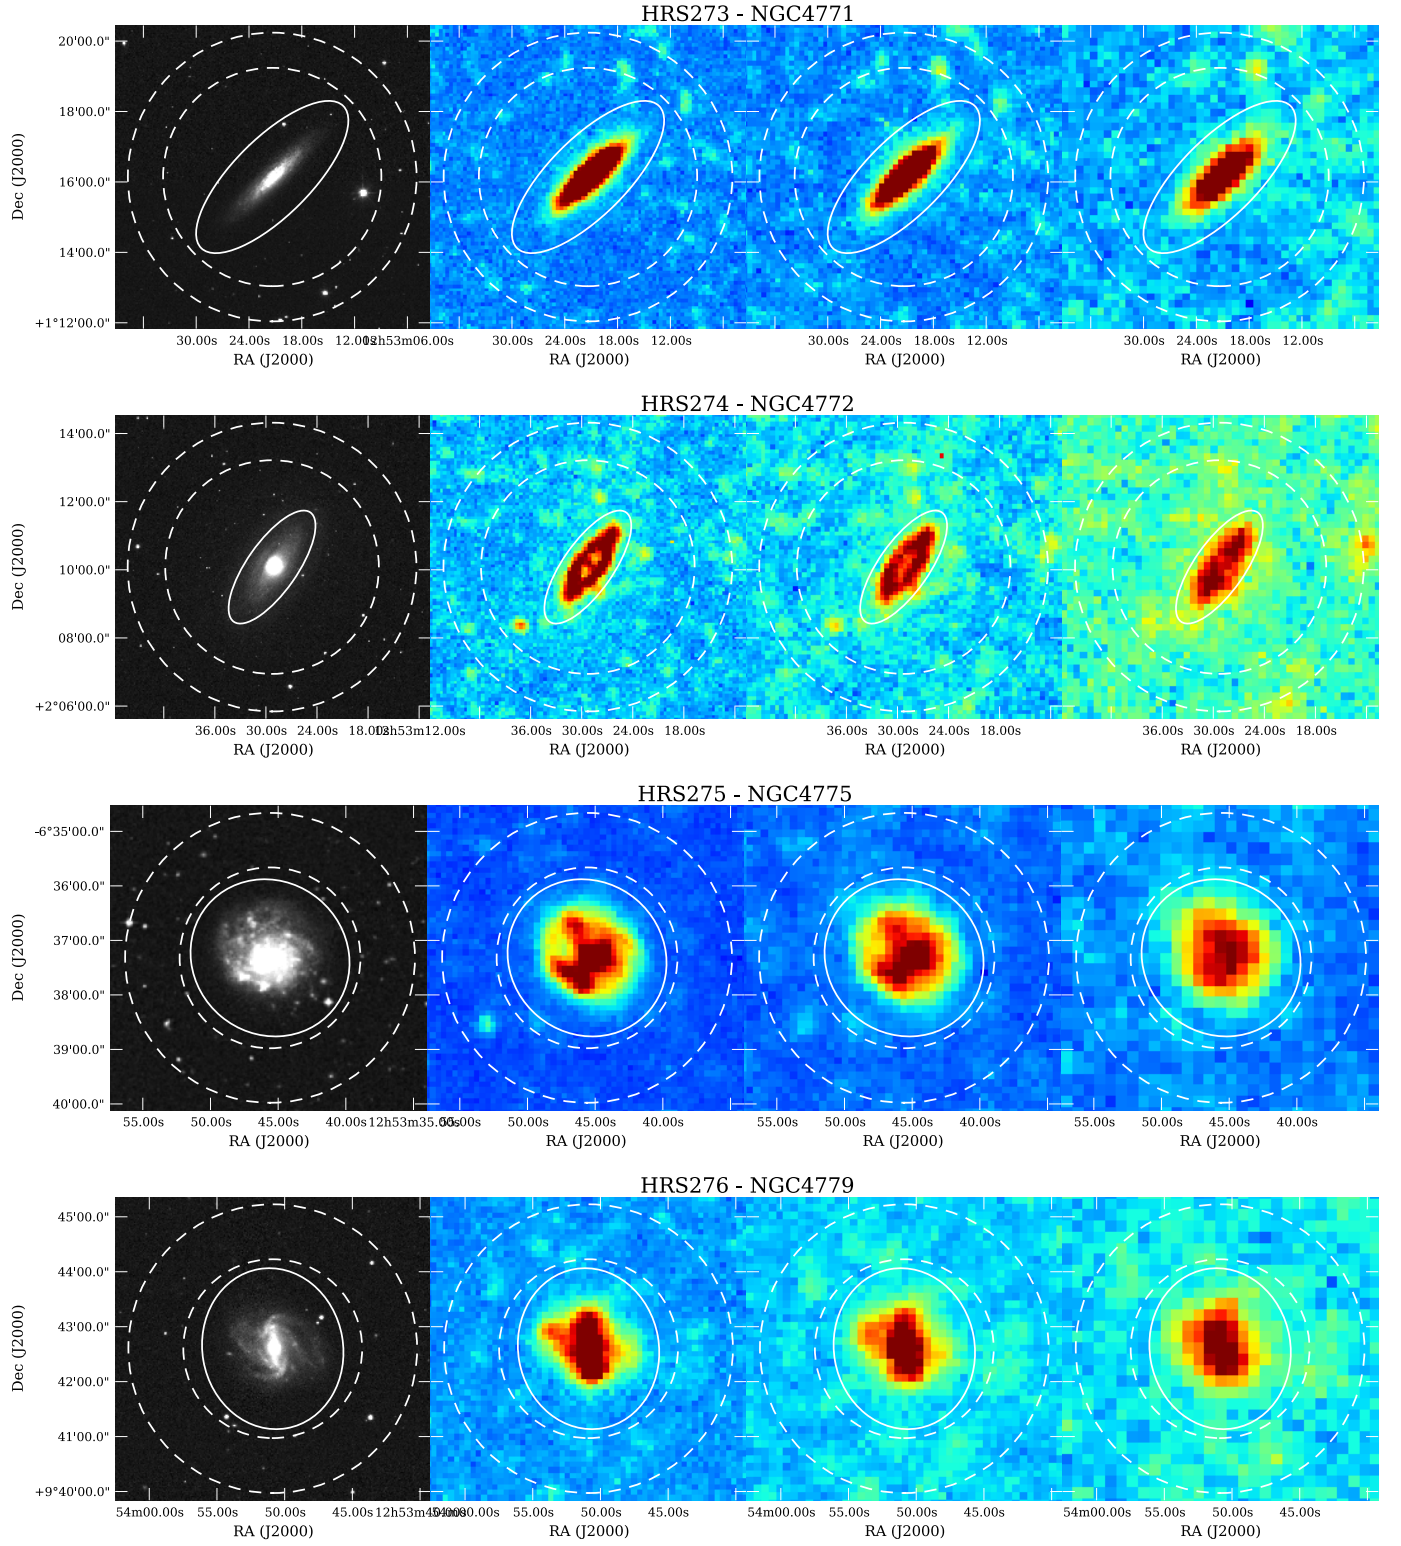 HRS273 - NGC4771
Dec (J2000)
20'00.0"
18'00.0"
16'00.0"
14'00.0"
+1°12'00.0"
30.00s 24.00s 18.00s 12.00s 12h53m06.00s 30.00s 24.00s 18.00s 12.00s 30.00s 24.00s 18.00s 12.00s 30.00s 24.00s 18.00s 12.00s
RA (J2000) RA (J2000) RA (J2000) RA (J2000)
HRS274 - NGC4772
Dec (J2000)
14'00.0"
12'00.0"
10'00.0"
08'00.0"
+2°06'00.0"
36.00s 30.00s 24.00s 18.00s 12h53m12.00s 36.00s 30.00s 24.00s 18.00s 36.00s 30.00s 24.00s 18.00s 36.00s 30.00s 24.00s 18.00s
RA (J2000) RA (J2000) RA (J2000) RA (J2000)
HRS275 - NGC4775
Dec (J2000)
-6°35'00.0"
36'00.0"
37'00.0"
38'00.0"
39'00.0"
40'00.0"
55.00s 50.00s 45.00s 40.00s 12h53m35.00s 55.00s 50.00s 45.00s 40.00s 55.00s 50.00s 45.00s 40.00s 55.00s 50.00s 45.00s 40.00s
RA (J2000) RA (J2000) RA (J2000) RA (J2000)
HRS276 - NGC4779
Dec (J2000)
45'00.0"
44'00.0"
43'00.0"
42'00.0"
41'00.0"
+9°40'00.0"
54m00.00s 55.00s 50.00s 45.00s 55.00s 50.00s 45.00s 54m00.00s 55.00s 50.00s 45.00s 54m00.00s 55.00s 50.00s 45.00s
RA (J2000) RA (J2000) RA (J2000) RA (J2000)